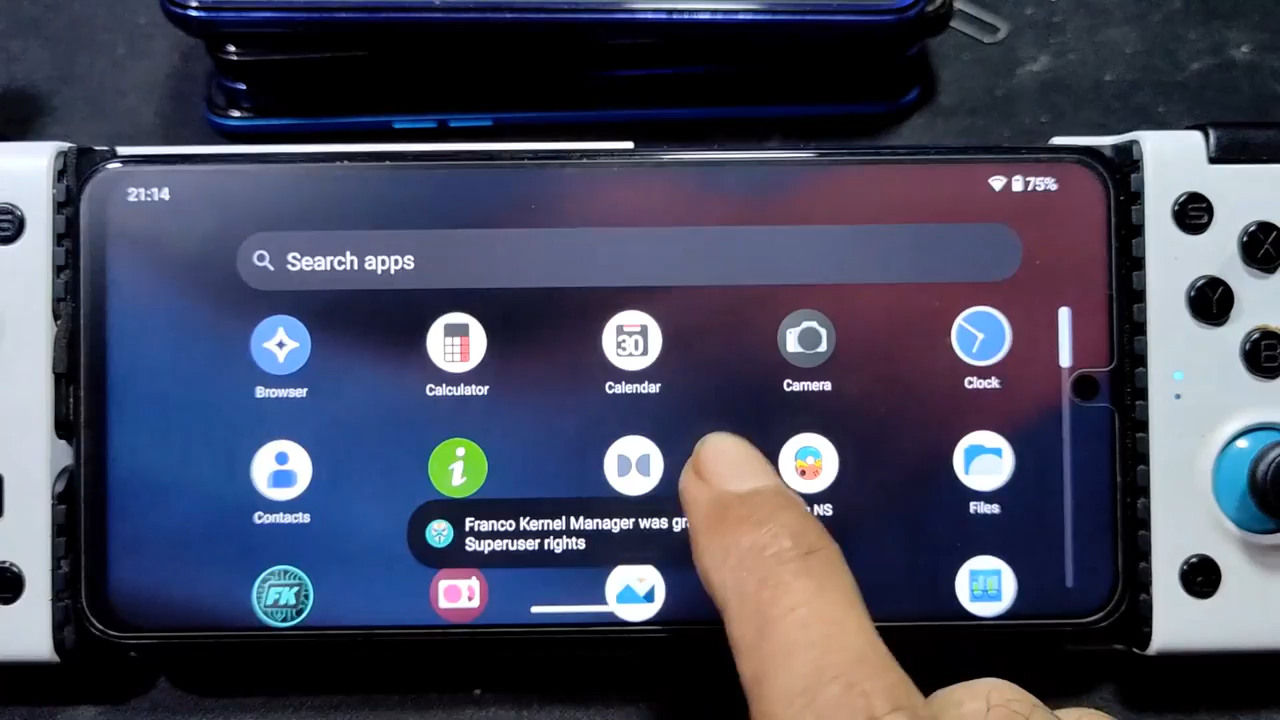 21:14
75%
Search apps
30
Browser
Calculator
Calendar
Camera
Clock
Contacts
NS
Files
Franco Kernel Manager was
Superuser rights
FK
S
X
Y
B